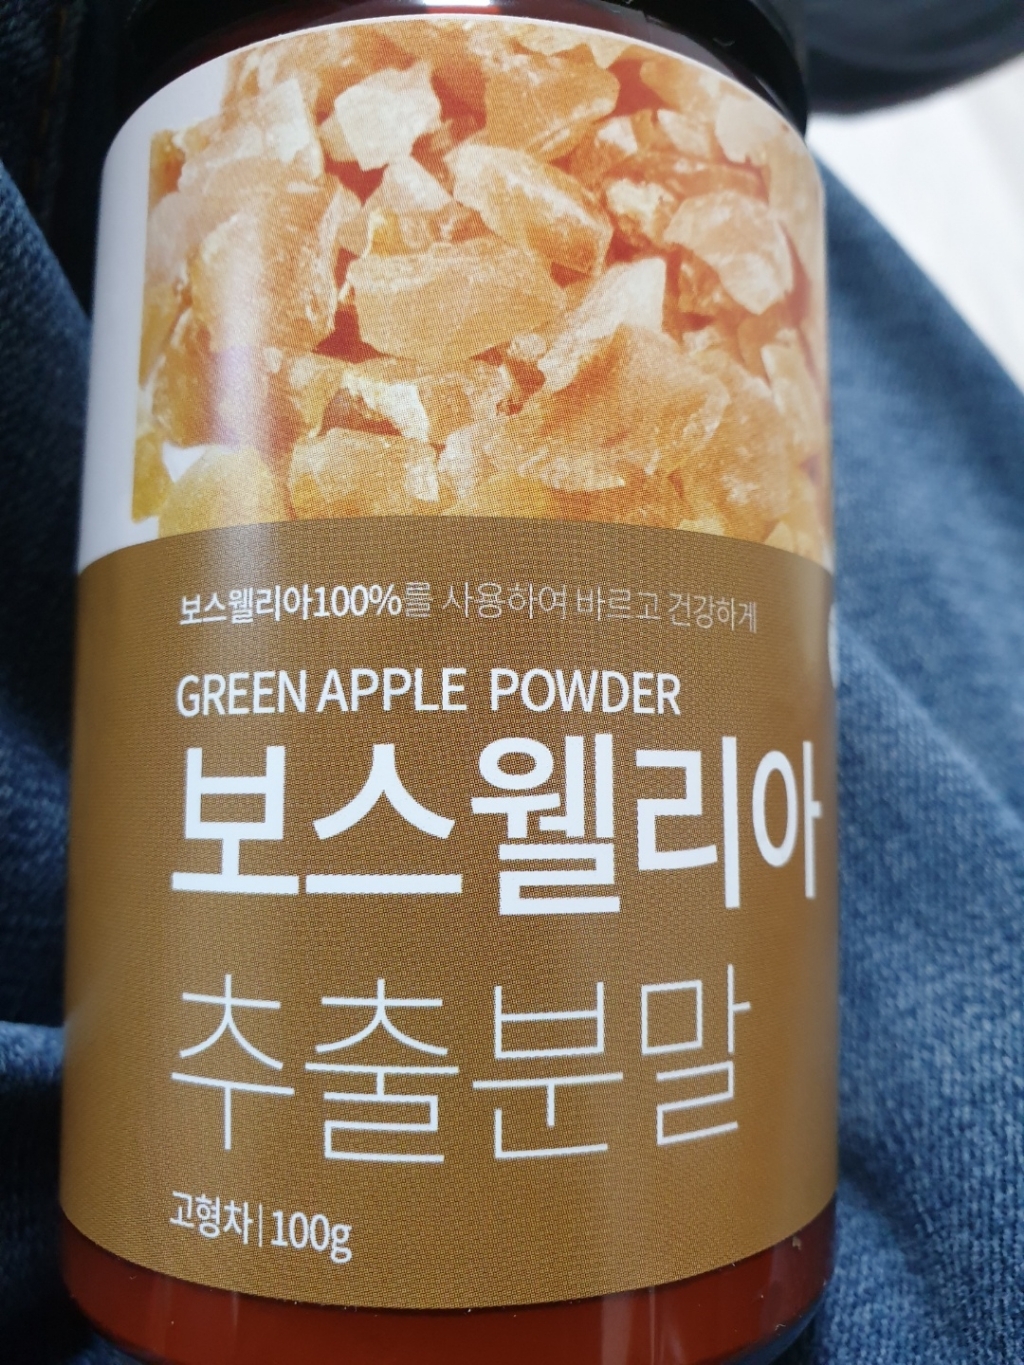 보스웰리아100%를 사용하여 바르고 건강하게
GREEN APPLE POWDER
보스웰리아
추출분말
고형차 | 100g